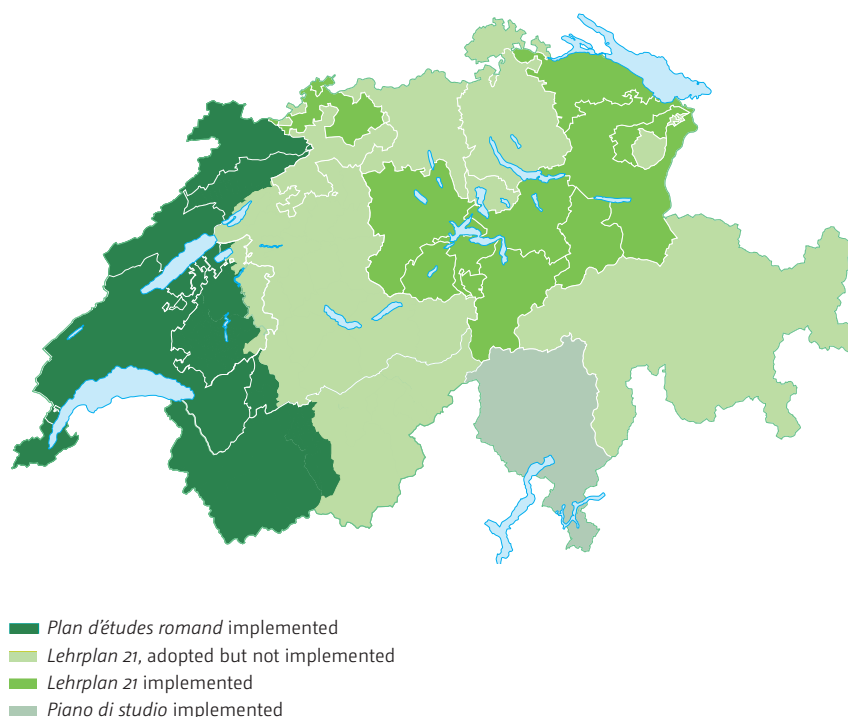 Plan d'études romand implemented
Lehrplan 21, adopted but not implemented
Lehrplan 21 implemented
Piano di studio implemented